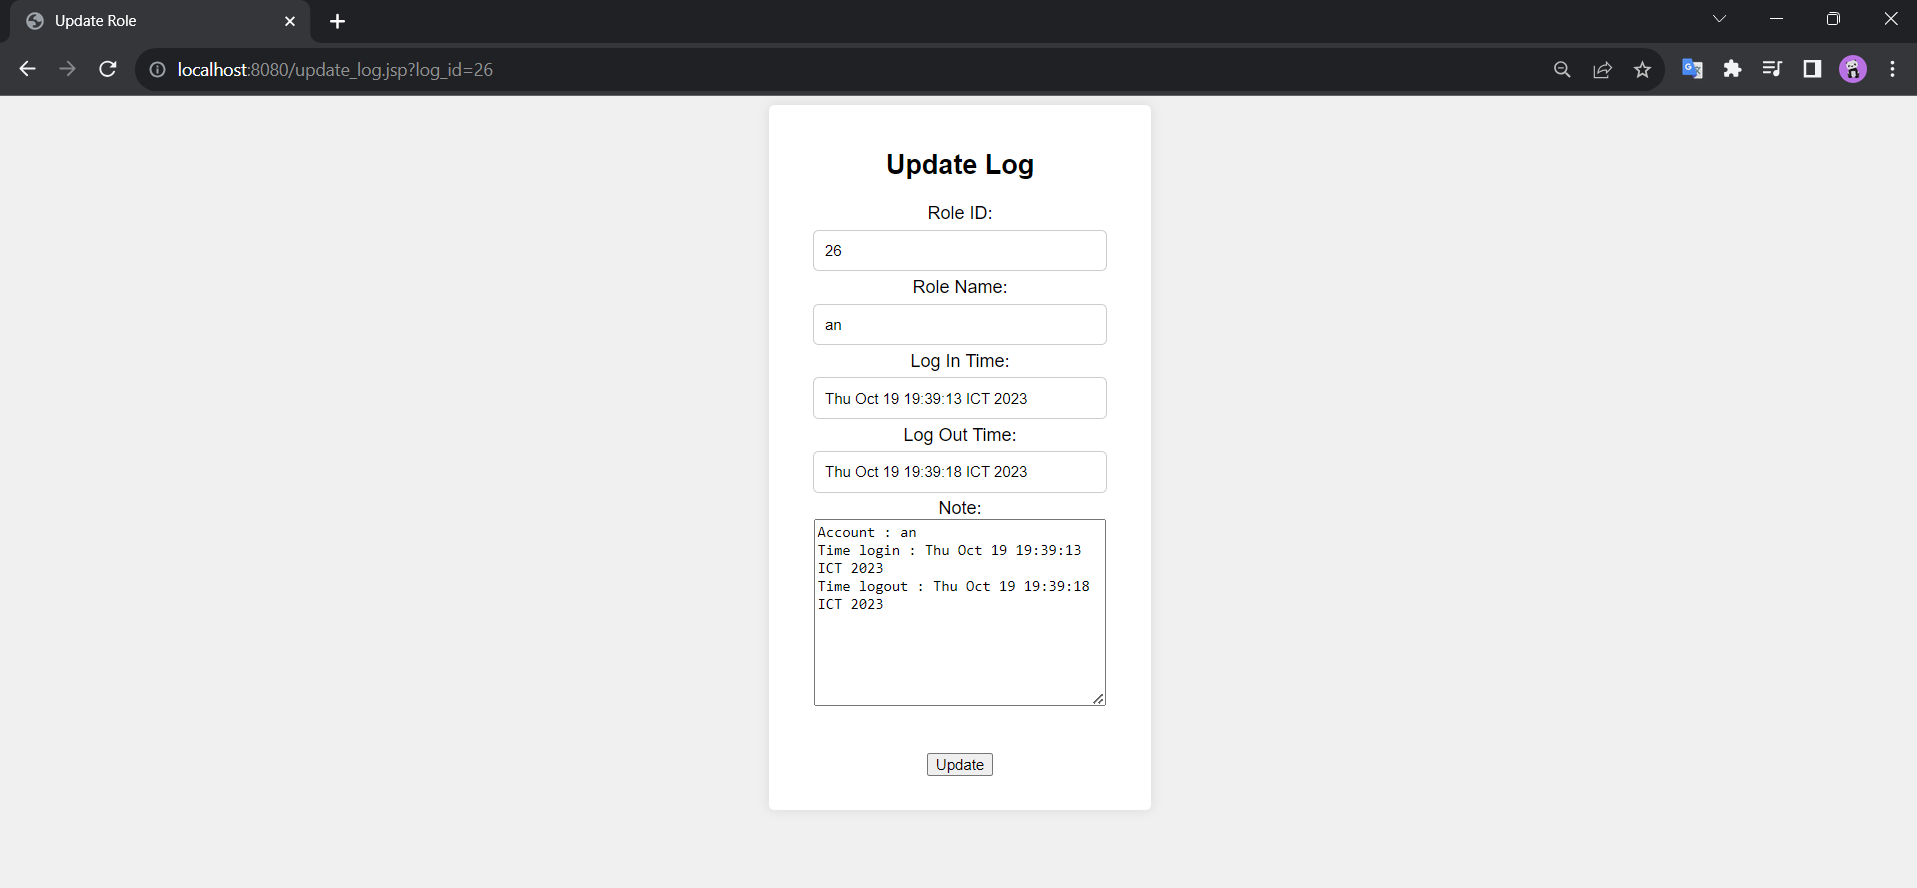 Update Role
localhost:8080/update_log.jsp?log_id=26
Update Log
Role ID:
26
Role Name:
an
Log In Time:
Thu Oct 19 19:39:13 ICT 2023
Log Out Time:
Thu Oct 19 19:39:18 ICT 2023
Note:
Account : an
Time login : Thu Oct 19 19:39:13
ICT 2023
Time logout : Thu Oct 19 19:39:18
ICT 2023
Update